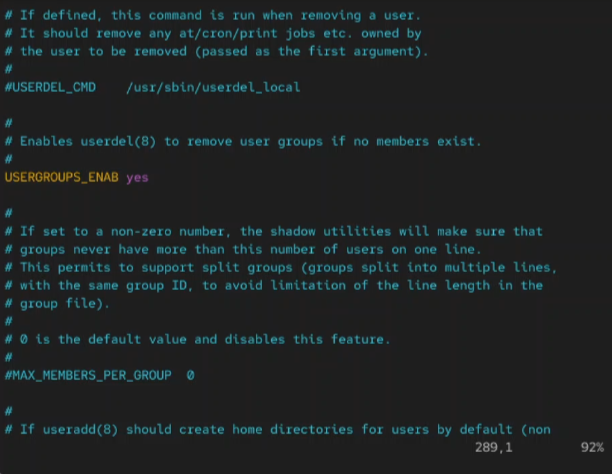 # If defined, this command is run when removing a user.
# It should remove any at/cron/print jobs etc. owned by
# the user to be removed (passed as the first argument).
#
#USERDEL_CMD    /usr/sbin/userdel_local
#
# Enables userdel(8) to remove user groups if no members exist.
#
USERGROUPS_ENAB yes
#
# If set to a non-zero number, the shadow utilities will make sure that
# groups never have more than this number of users on one line.
# This permits to support split groups (groups split into multiple lines,
# with the same group ID, to avoid limitation of the line length in the
# group file).
#
# 0 is the default value and disables this feature.
#
#MAX_MEMBERS_PER_GROUP  0
#
# If useradd(8) should create home directories for users by default (non
289,1    92%